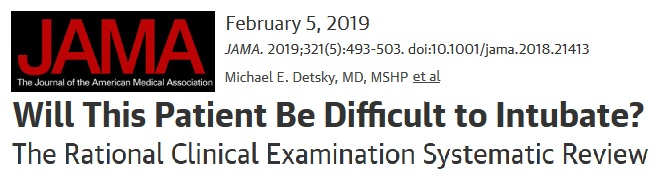 JAMA
The Journal of the American Medical Association
February 5, 2019
JAMA. 2019;321(5):493-503. doi:10.1001/jama.2018.21413
Michael E. Detsky, MD, MSHP et al
Will This Patient Be Difficult to Intubate?
The Rational Clinical Examination Systematic Review